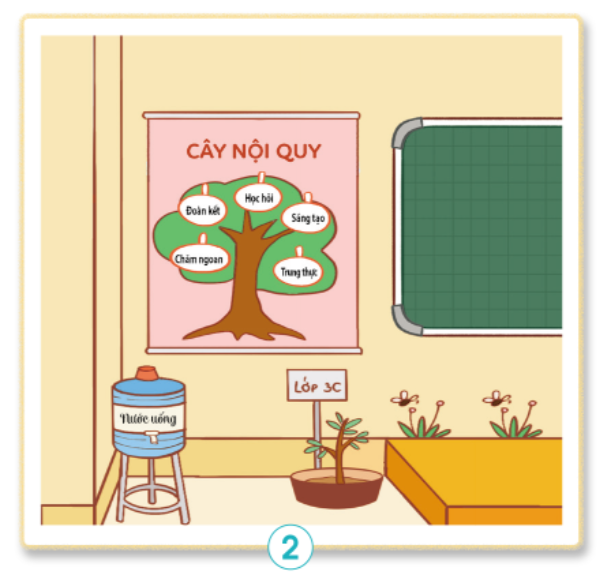 CÂY NỘI QUY
Học hỏi
Đoàn kết
Sáng tạo
Chăm ngoan
Trung thực
Lớp 3C
Nước uống
2